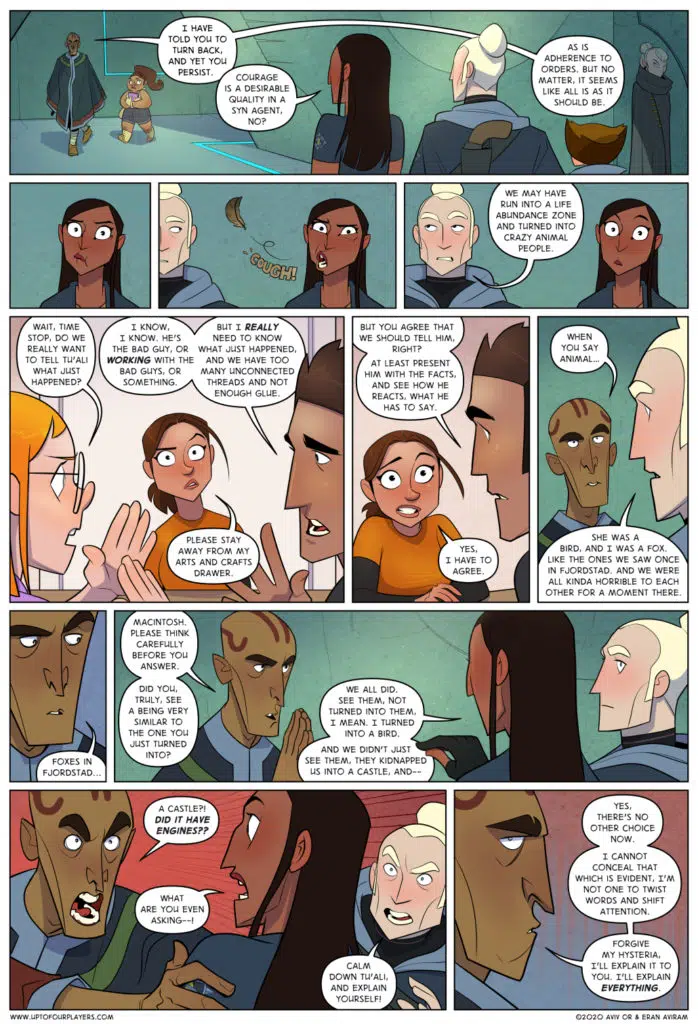 I HAVE
TOLD YOU TO
TURN BACK,
AND YET YOU
PERSIST.
COURAGE
IS A DESIRABLE
QUALITY IN A
SYN AGENT,
NO?
AS IS
ADHERENCE TO
ORDERS. BUT NO
MATTER, IT SEEMS
LIKE ALL IS AS IT
SHOULD BE.
COUGH!
WE MAY HAVE
RUN INTO A LIFE
ABUNDANCE ZONE
AND TURNED INTO
CRAZY ANIMAL
PEOPLE.
WAIT, TIME
STOP, DO WE
REALLY WANT
TO TELL TU'ALI
WHAT JUST
HAPPENED?
I KNOW,
I KNOW. HE'S
THE BAD GUY, OR
WORKING WITH THE
BAD GUYS, OR
SOMETHING.
BUT I REALLY
NEED TO KNOW
WHAT JUST HAPPENED,
AND WE HAVE TOO
MANY UNCONNECTED
THREADS AND NOT
ENOUGH GLUE.
PLEASE STAY
AWAY FROM MY
ARTS AND CRAFTS
DRAWER.
BUT YOU AGREE THAT
WE SHOULD TELL HIM,
RIGHT?
AT LEAST PRESENT
HIM WITH THE FACTS,
AND SEE HOW HE
REACTS, WHAT HE
HAS TO SAY.
YES,
I HAVE TO
AGREE.
WHEN
YOU SAY
ANIMAL...
SHE WAS A
BIRD, AND I WAS A FOX.
LIKE THE ONES WE SAW ONCE
IN FJORDSTAD. AND WE WERE
ALL KINDA HORRIBLE TO EACH
OTHER FOR A MOMENT THERE.
FOXES IN
FJORDSTAD...
MACINTOSH.
PLEASE THINK
CAREFULLY
BEFORE YOU
ANSWER.
DID YOU,
TRULY, SEE
A BEING VERY
SIMILAR TO
THE ONE YOU
JUST TURNED
INTO?
WE ALL DID.
SEE THEM, NOT
TURNED INTO THEM,
I MEAN. I TURNED
INTO A BIRD.
AND WE DIDN'T JUST
SEE THEM, THEY KIDNAPPED
US INTO A CASTLE, AND--
A CASTLE?!
DID IT HAVE
ENGINES??
WHAT
ARE YOU EVEN
ASKING--!
CALM
DOWN TU'ALI,
AND EXPLAIN
YOURSELF!
YES,
THERE'S NO
OTHER CHOICE
NOW.
I CANNOT
CONCEAL THAT
WHICH IS EVIDENT, I'M
NOT ONE TO TWIST
WORDS AND SHIFT
ATTENTION.
FORGIVE
MY HYSTERIA,
I'LL EXPLAIN IT TO
YOU. I'LL EXPLAIN
EVERYTHING.
WWW.UPTOFOURPLAYERS.COM
©2020 AVIV OR & ERAN AVIRAM